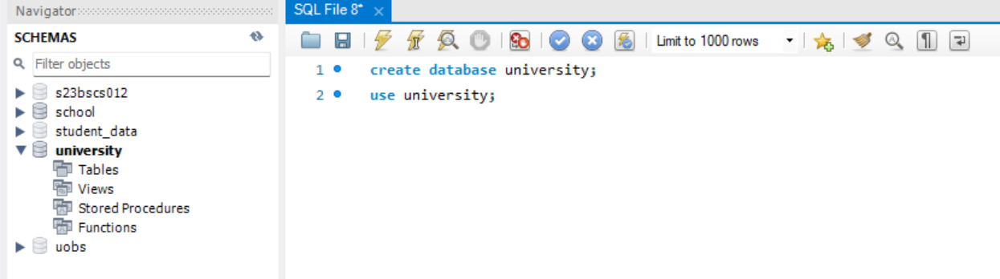 Navigator
SCHEMAS
Filter objects
s23bscs012
school
student_data
university
Tables
Views
Stored Procedures
Functions
uobs
SQL File 8*
Limit to 1000 rows
1 create database university;
2 use university;